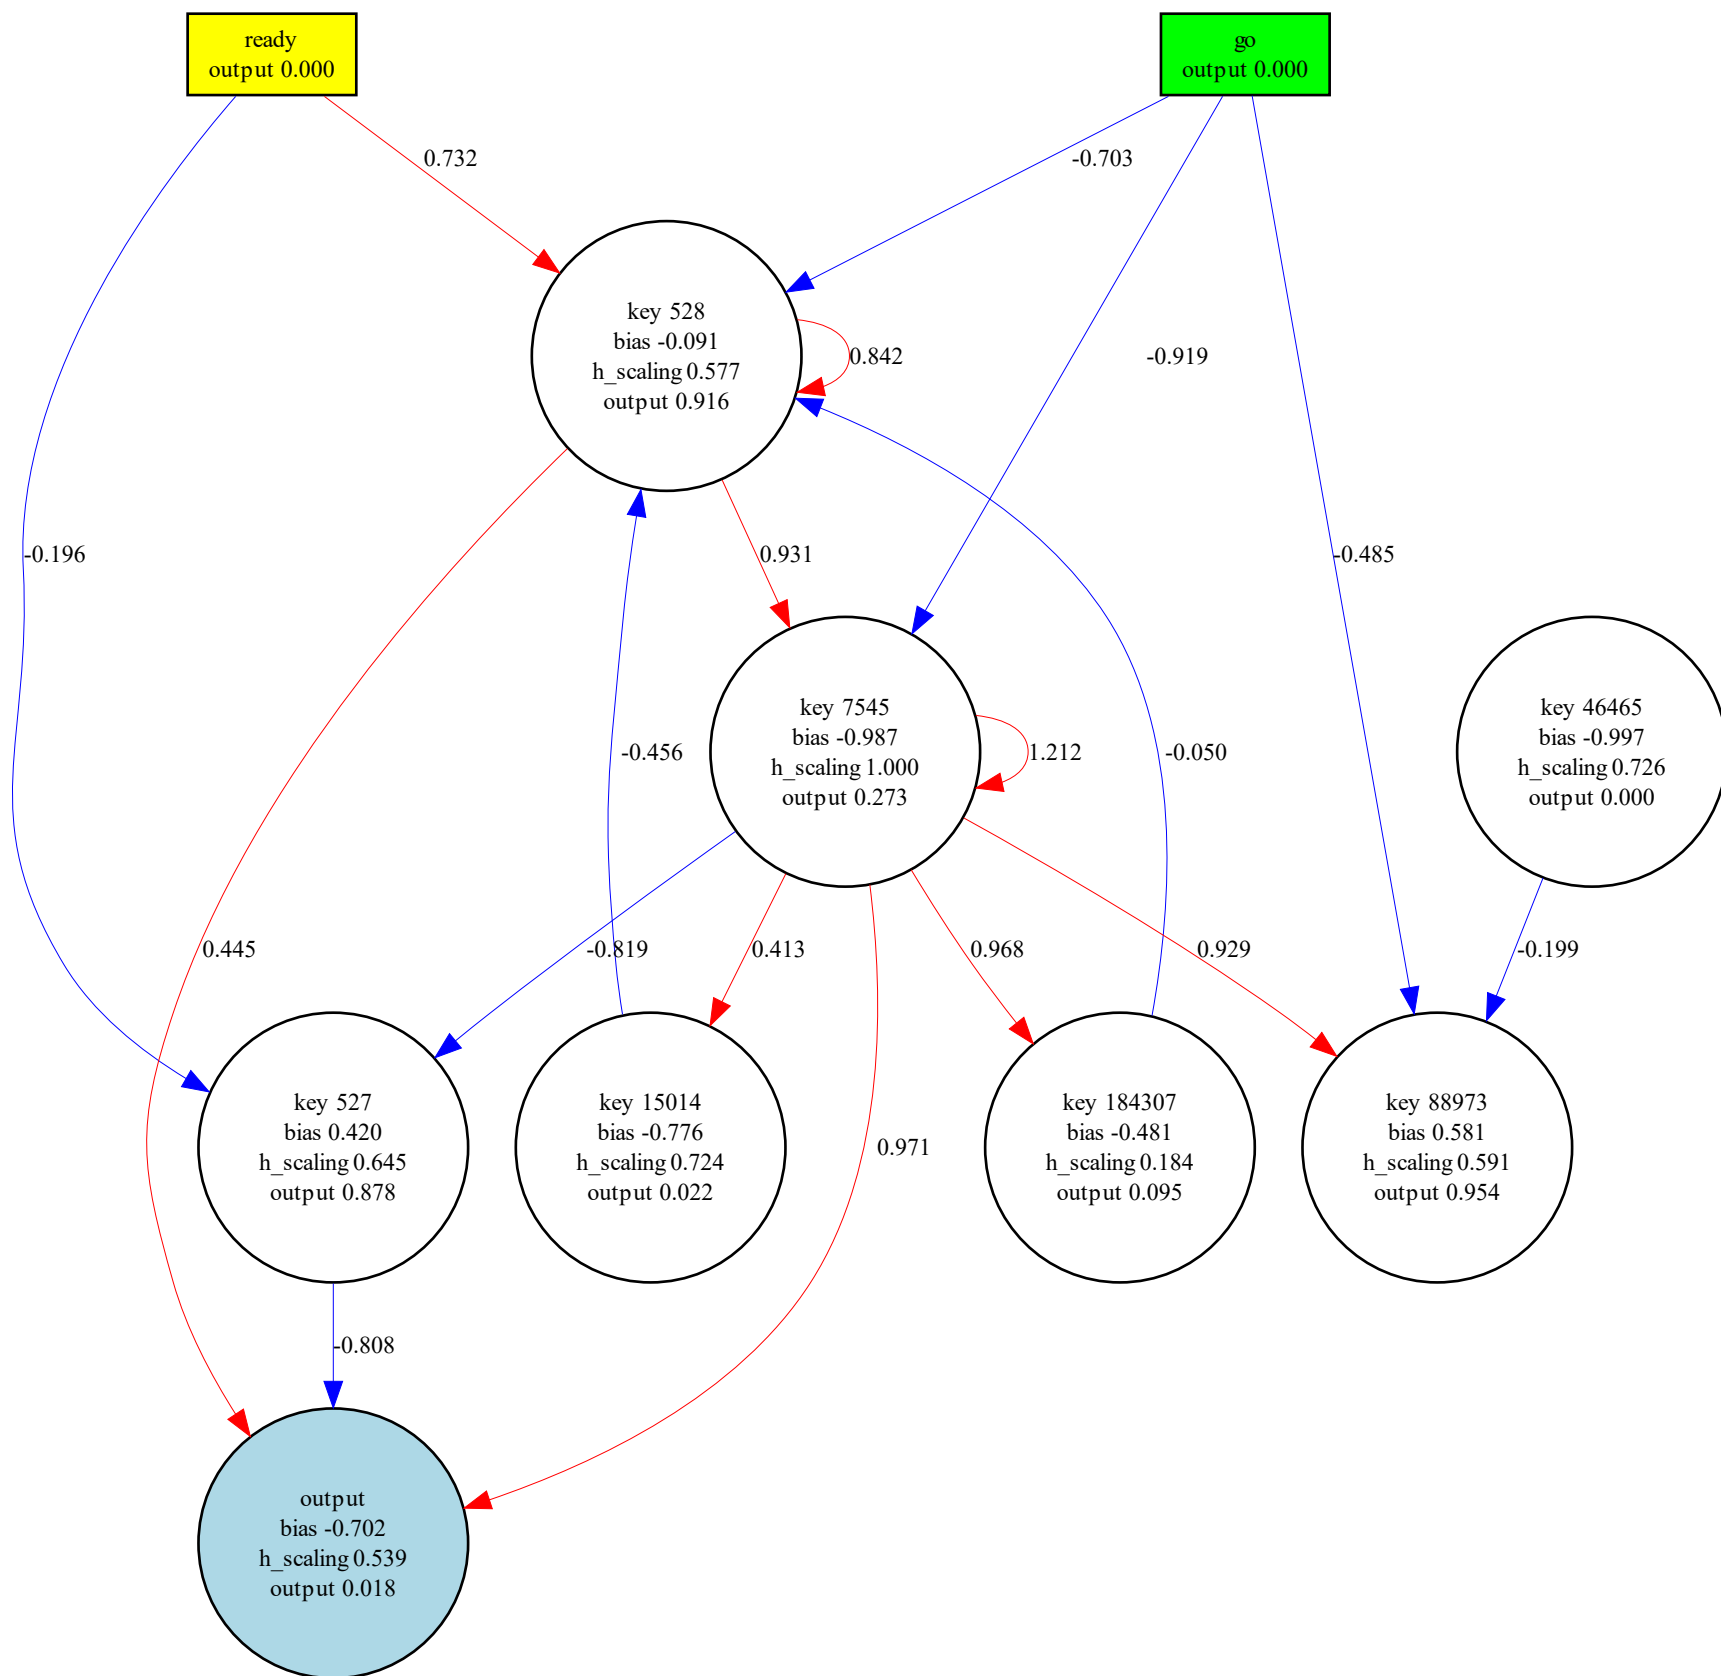 ready
output 0.000
go
output 0.000
0.732
-0.703
key 528
bias -0.091
h_scaling 0.577
output 0.916
0.842
-0.919
-0.196
0.931
-0.485
key 7545
bias -0.987
h_scaling 1.000
output 0.273
1.212
-0.456
-0.050
key 46465
bias -0.997
h_scaling 0.726
output 0.000
0.445
-0.819
0.413
0.968
0.929
-0.199
key 527
bias 0.420
h_scaling 0.645
output 0.878
key 15014
bias -0.776
h_scaling 0.724
output 0.022
0.971
key 184307
bias -0.481
h_scaling 0.184
output 0.095
key 88973
bias 0.581
h_scaling 0.591
output 0.954
-0.808
output
bias -0.702
h_scaling 0.539
output 0.018